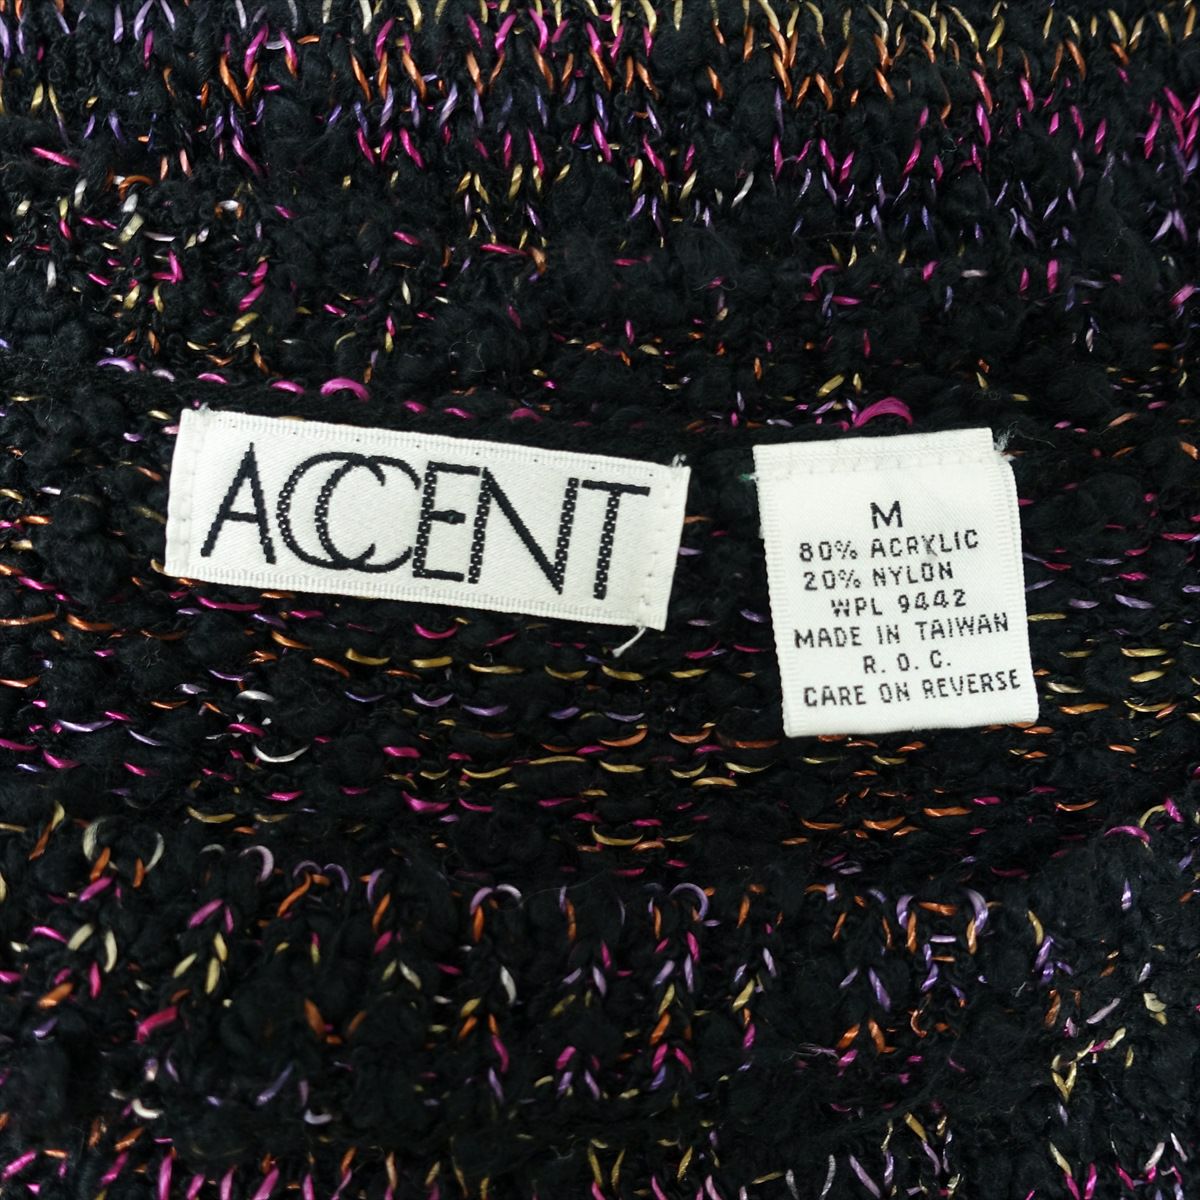 ACCENT
M
80% ACRYLIC
20% NYLON
WPL 9442
MADE IN TAIWAN
R. O. C.
CARE ON REVERSE